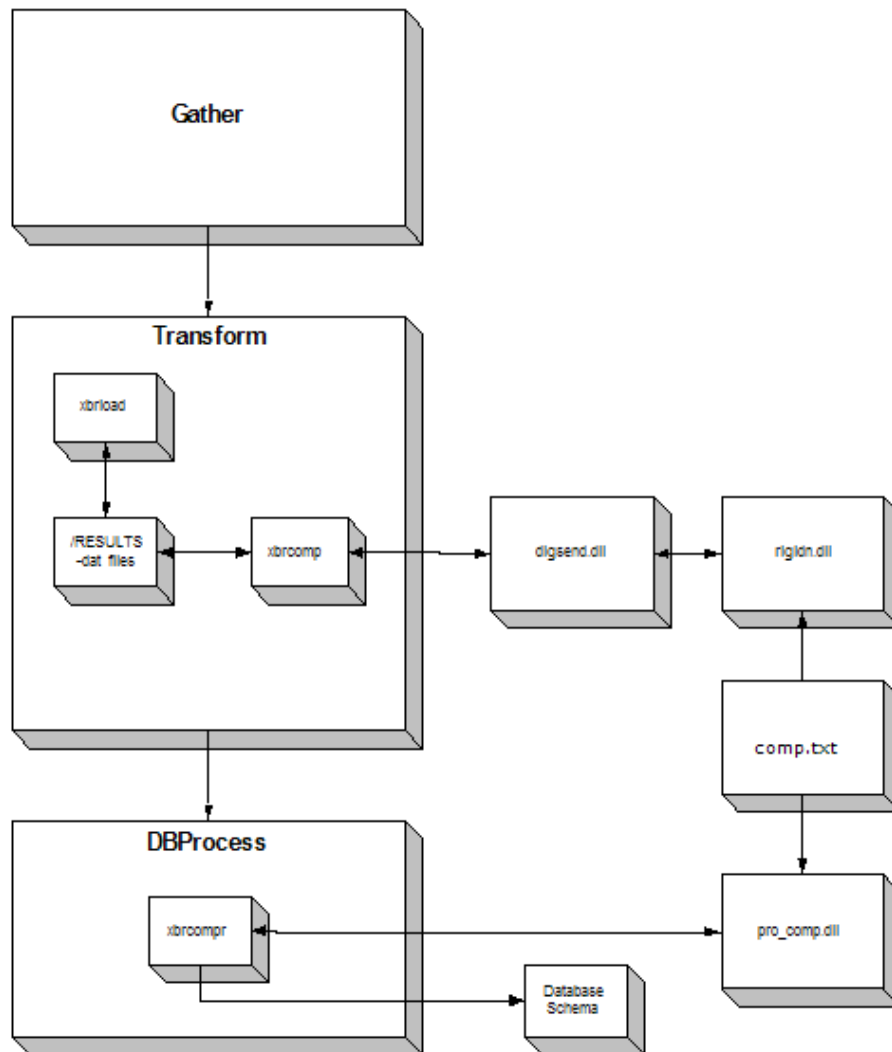 Gather
Transform
xbrload
/RESULTS
-dat files
xbrcomp
digsend.dll
rigidn.dll
comp.txt
DBProcess
xbrcompr
pro_comp.dll
Database
Schema